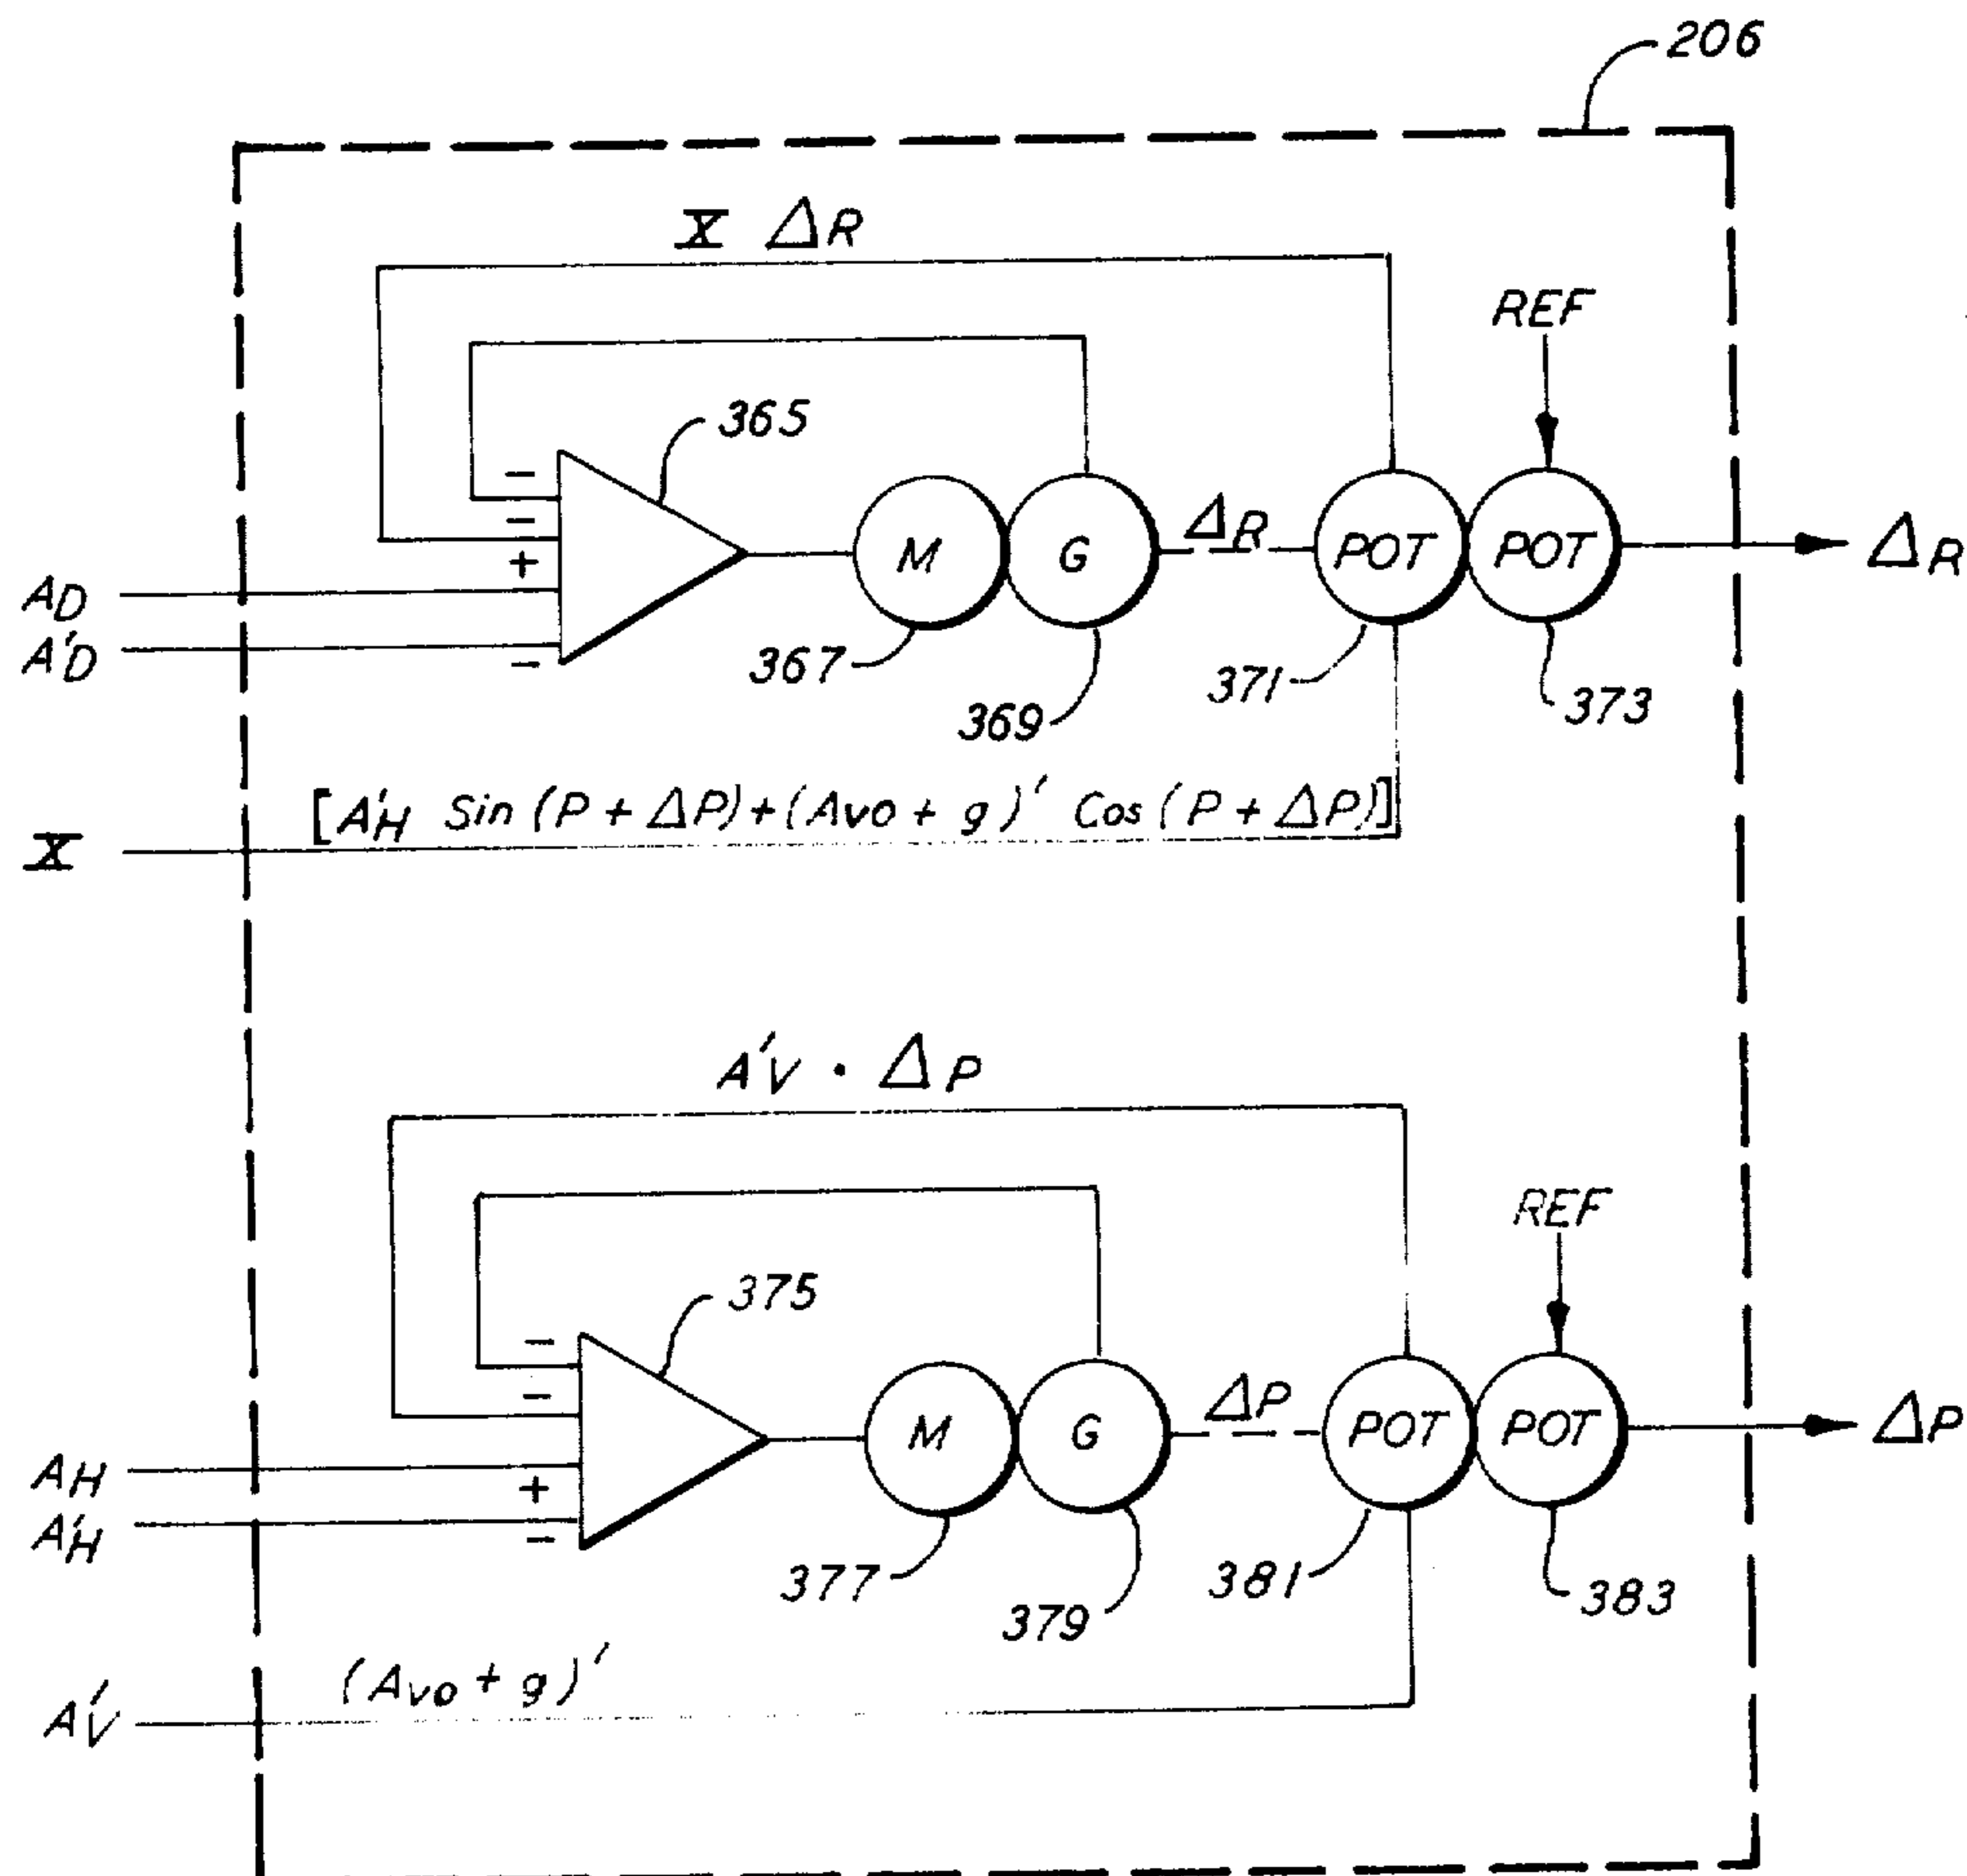 206
X ΔR
REF
365
-
-
+
-
AD
A'D
M
G
ΔR
POT
POT
ΔR
367
369
371
373
[A'H Sin (P + ΔP) + (Avo + g)' Cos (P + ΔP)]
X
A'V · ΔP
REF
375
-
-
+
-
AH
A'H
M
G
ΔP
POT
POT
ΔP
377
379
381
383
(Avo + g)'
A'V